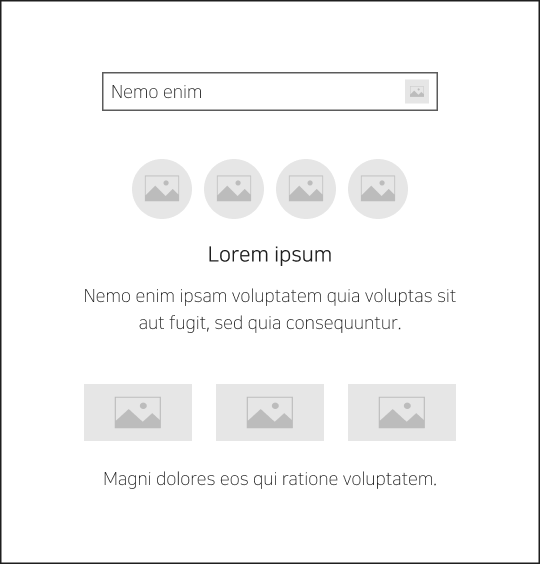 Nemo enim
Lorem ipsum
Nemo enim ipsam voluptatem quia voluptas sit
aut fugit, sed quia consequuntur.
Magni dolores eos qui ratione voluptatem.